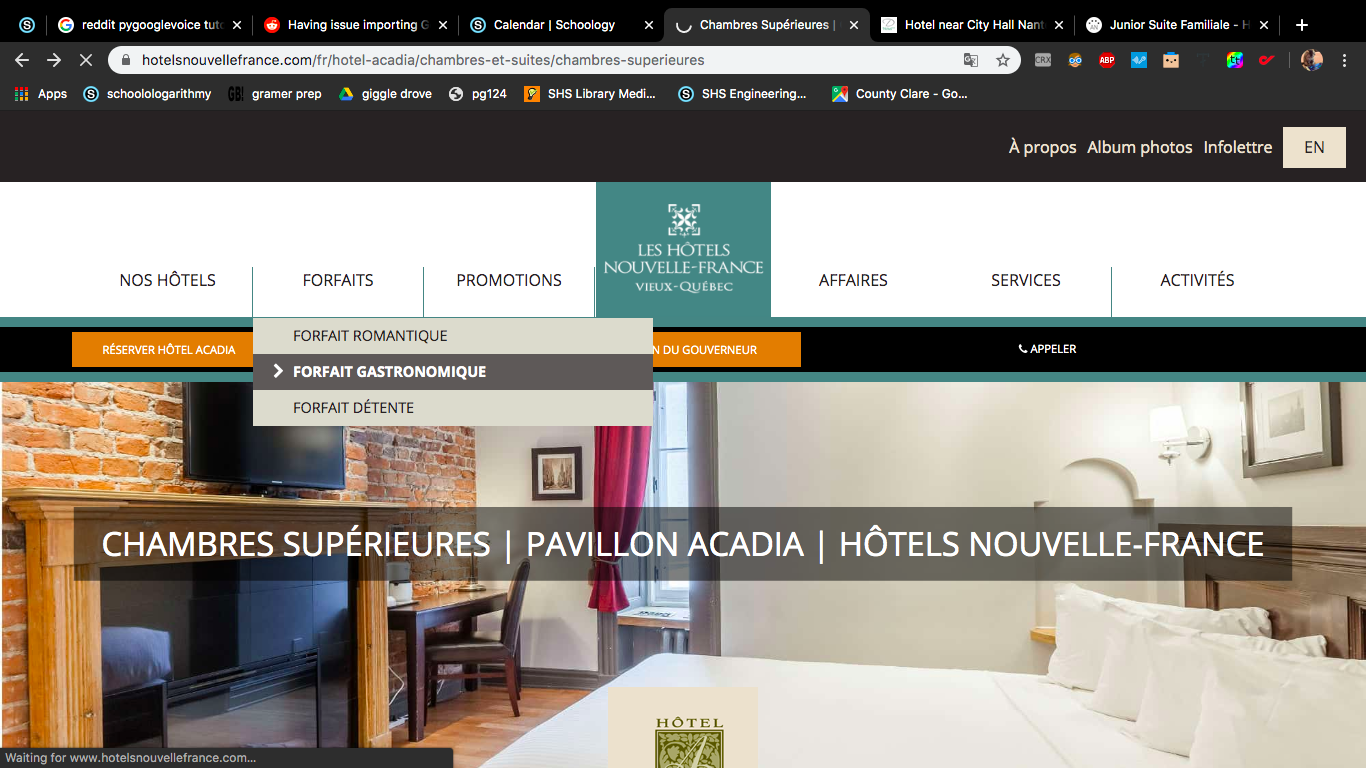 reddit pygooglevoice tuto
Having issue importing G
Calendar | Schoology
Chambres Supérieures |
Hotel near City Hall Nant
Junior Suite Familiale - H
hotelsnouvellefrance.com/fr/hotel-acadia/chambres-et-suites/chambres-superieures
CRX
ABP
Apps
schoolologarithmy
GB!
gramer prep
giggle drove
pg124
SHS Library Medi...
SHS Engineering...
County Clare - Go...
À propos
Album photos
Infolettre
EN
LES HÔTELS
NOUVELLE-FRANCE
VIEUX-QUÉBEC
NOS HÔTELS
FORFAITS
PROMOTIONS
AFFAIRES
SERVICES
ACTIVITÉS
FORFAIT ROMANTIQUE
FORFAIT GASTRONOMIQUE
FORFAIT DÉTENTE
RÉSERVER HÔTEL ACADIA
N DU GOUVERNEUR
APPELER
CHAMBRES SUPÉRIEURES | PAVILLON ACADIA | HÔTELS NOUVELLE-FRANCE
HÔTEL
Waiting for www.hotelsnouvellefrance.com...